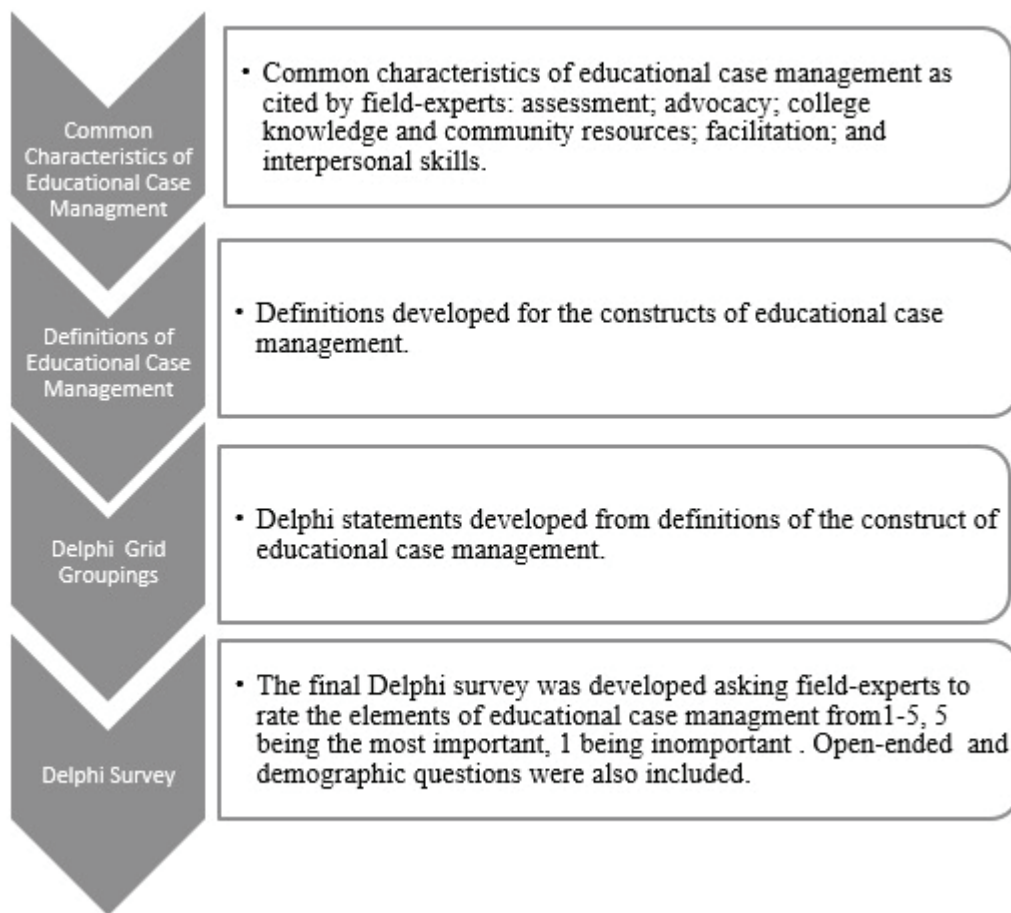 Common
Characteristics of
Educational Case
Managment
• Common characteristics of educational case management as
cited by field-experts: assessment; advocacy; college
knowledge and community resources; facilitation; and
interpersonal skills.
Definitions of
Educational Case
Management
• Definitions developed for the constructs of educational case
management.
Delphi Grid
Groupings
• Delphi statements developed from definitions of the construct of
educational case management.
Delphi Survey
• The final Delphi survey was developed asking field-experts to
rate the elements of educational case managment from1-5, 5
being the most important, 1 being inomportant . Open-ended and
demographic questions were also included.